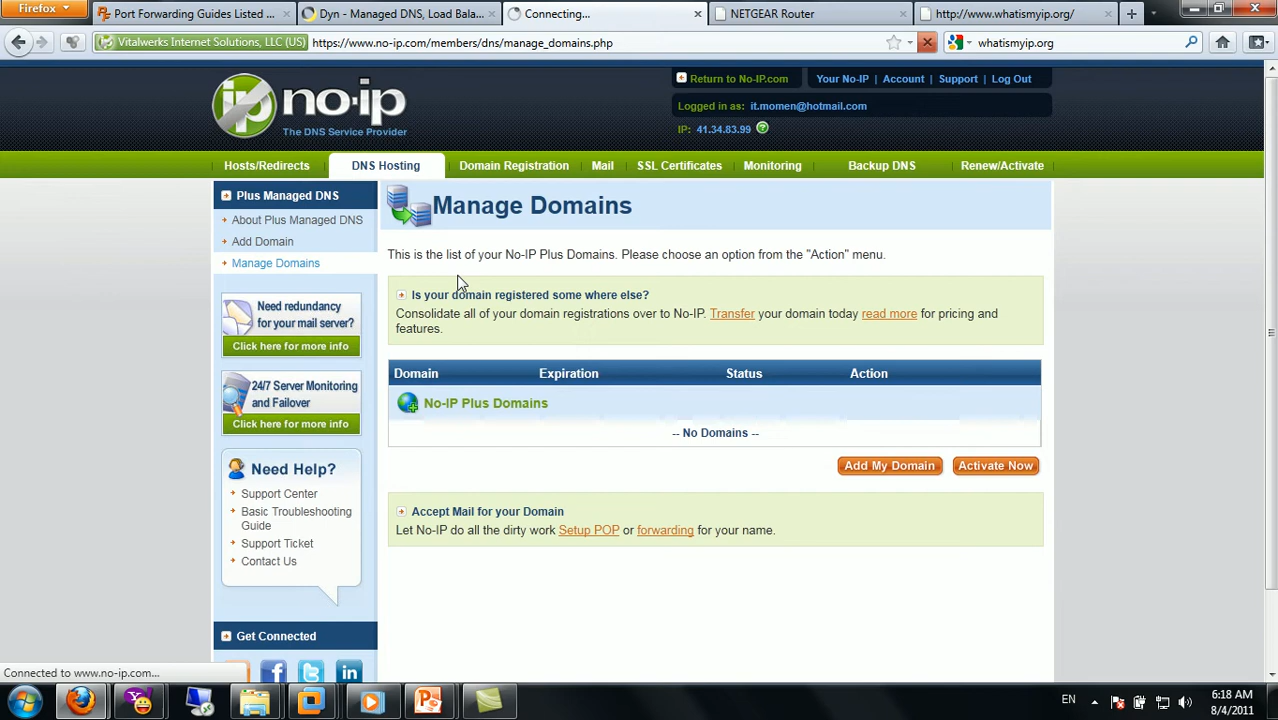 Firefox
Port Forwarding Guides Listed ...
Dyn - Managed DNS, Load Bala...
Connecting...
NETGEAR Router
http://www.whatismyip.org/
Vitalwerks Internet Solutions, LLC (US)
https://www.no-ip.com/members/dns/manage_domains.php
whatismyip.org
no-ip
The DNS Service Provider
Return to No-IP.com
Your No-IP | Account | Support | Log Out
Logged in as: it.momen@hotmail.com
IP: 41.34.83.99
Hosts/Redirects
DNS Hosting
Domain Registration
Mail
SSL Certificates
Monitoring
Backup DNS
Renew/Activate
Plus Managed DNS
About Plus Managed DNS
Add Domain
Manage Domains
Need redundancy
for your mail server?
Click here for more info
24/7 Server Monitoring
and Failover
Click here for more info
Need Help?
Support Center
Basic Troubleshooting
Guide
Support Ticket
Contact Us
Get Connected
Manage Domains
This is the list of your No-IP Plus Domains. Please choose an option from the "Action" menu.
Is your domain registered some where else?
Consolidate all of your domain registrations over to No-IP. Transfer your domain today read more for pricing and
features.
Domain Expiration Status Action
No-IP Plus Domains
-- No Domains --
Add My Domain
Activate Now
Accept Mail for your Domain
Let No-IP do all the dirty work Setup POP or forwarding for your name.
Connected to www.no-ip.com...
EN
6:18 AM
8/4/2011